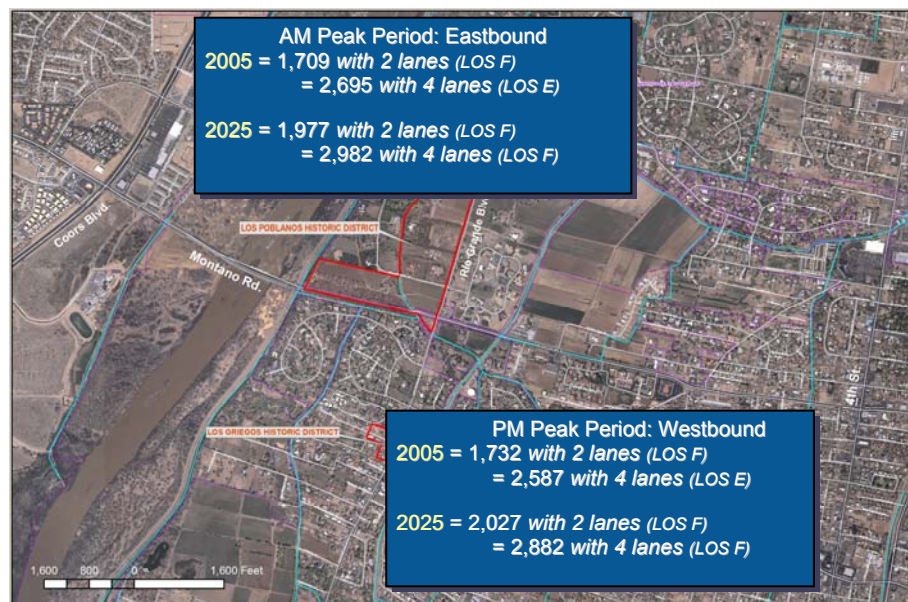 AM Peak Period: Eastbound
2005 = 1,709 with 2 lanes (LOS F)
= 2,695 with 4 lanes (LOS E)
2025 = 1,977 with 2 lanes (LOS F)
= 2,982 with 4 lanes (LOS F)
Coors Blvd.
LOS POBLANOS HISTORIC DISTRICT
Rio Grande Blv
Montano Rd.
4th St.
LOS GRIEGOS HISTORIC DISTRICT
PM Peak Period: Westbound
2005 = 1,732 with 2 lanes (LOS F)
= 2,587 with 4 lanes (LOS E)
2025 = 2,027 with 2 lanes (LOS F)
= 2,882 with 4 lanes (LOS F)
1,600 800 0 1,600 Feet